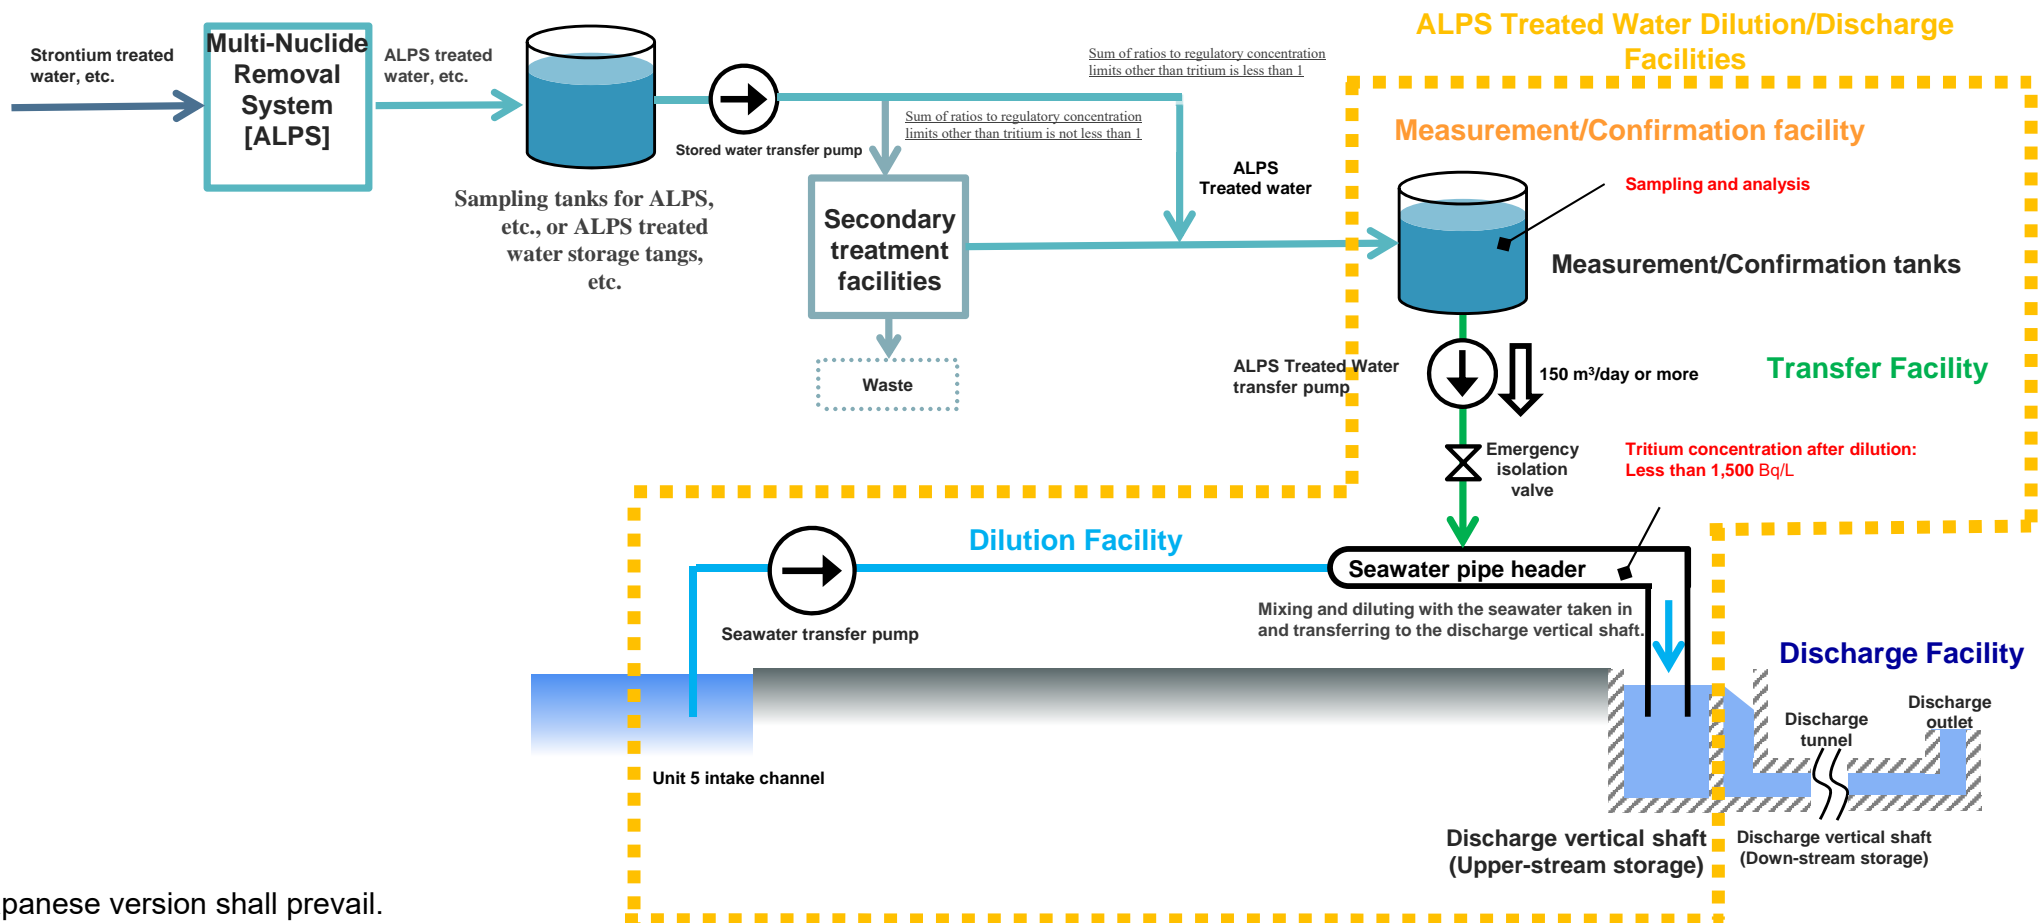 ALPS Treated Water Dilution/Discharge
Facilities
Strontium treated
water, etc.
Multi-Nuclide
Removal
System
[ALPS]
ALPS treated
water, etc.
Sum of ratios to regulatory concentration
limits other than tritium is less than 1
Sum of ratios to regulatory concentration
limits other than tritium is not less than 1
Stored water transfer pump
Sampling tanks for ALPS,
etc., or ALPS treated
water storage tangs,
etc.
Secondary
treatment
facilities
Waste
ALPS
Treated water
Measurement/Confirmation facility
Sampling and analysis
Measurement/Confirmation tanks
ALPS Treated Water
transfer pump
150 m³/day or more
Transfer Facility
Emergency
isolation
valve
Tritium concentration after dilution:
Less than 1,500 Bq/L
Dilution Facility
Seawater pipe header
Seawater transfer pump
Mixing and diluting with the seawater taken in
and transferring to the discharge vertical shaft.
Discharge Facility
Discharge
tunnel
Discharge
outlet
Unit 5 intake channel
Discharge vertical shaft
(Upper-stream storage)
Discharge vertical shaft
(Down-stream storage)
panese version shall prevail.